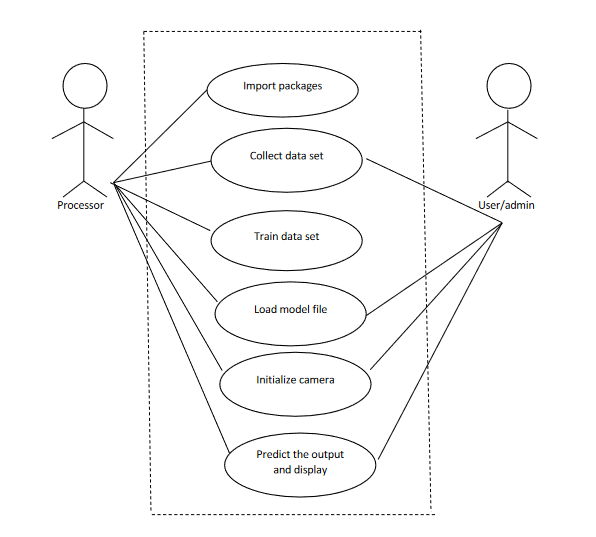 Import packages
Collect data set
Processor
User/admin
Train data set
Load model file
Initialize camera
Predict the output
and display